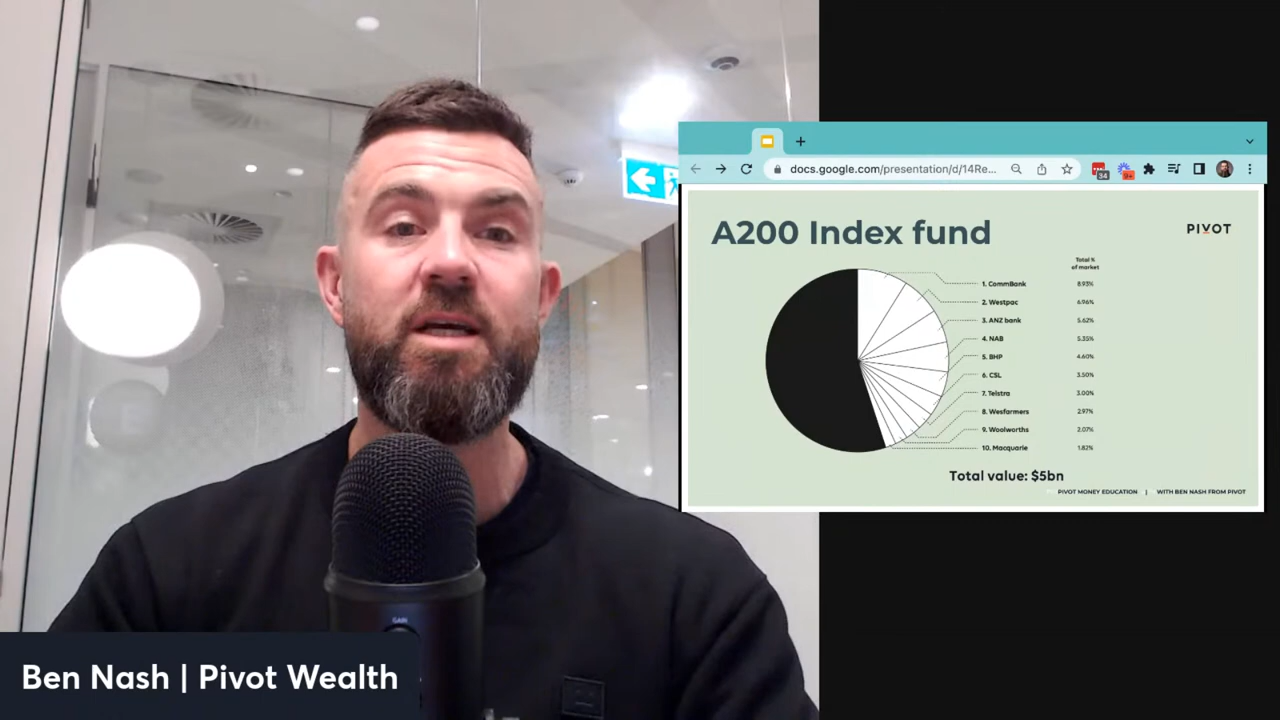 docs.google.com/presentation/d/14Re...
34
9+
A200 Index fund
PIVOT
Total %
of market
1. CommBank 8.93%
2. Westpac 6.96%
3. ANZ bank 5.62%
4. NAB 5.35%
5. BHP 4.60%
6. CSL 3.50%
7. Telstra 3.00%
8. Wesfarmers 2.97%
9. Woolworths 2.07%
10. Macquarie 1.82%
Total value: $5bn
PIVOT MONEY EDUCATION | WITH BEN NASH FROM PIVOT
GAIN
Ben Nash | Pivot Wealth